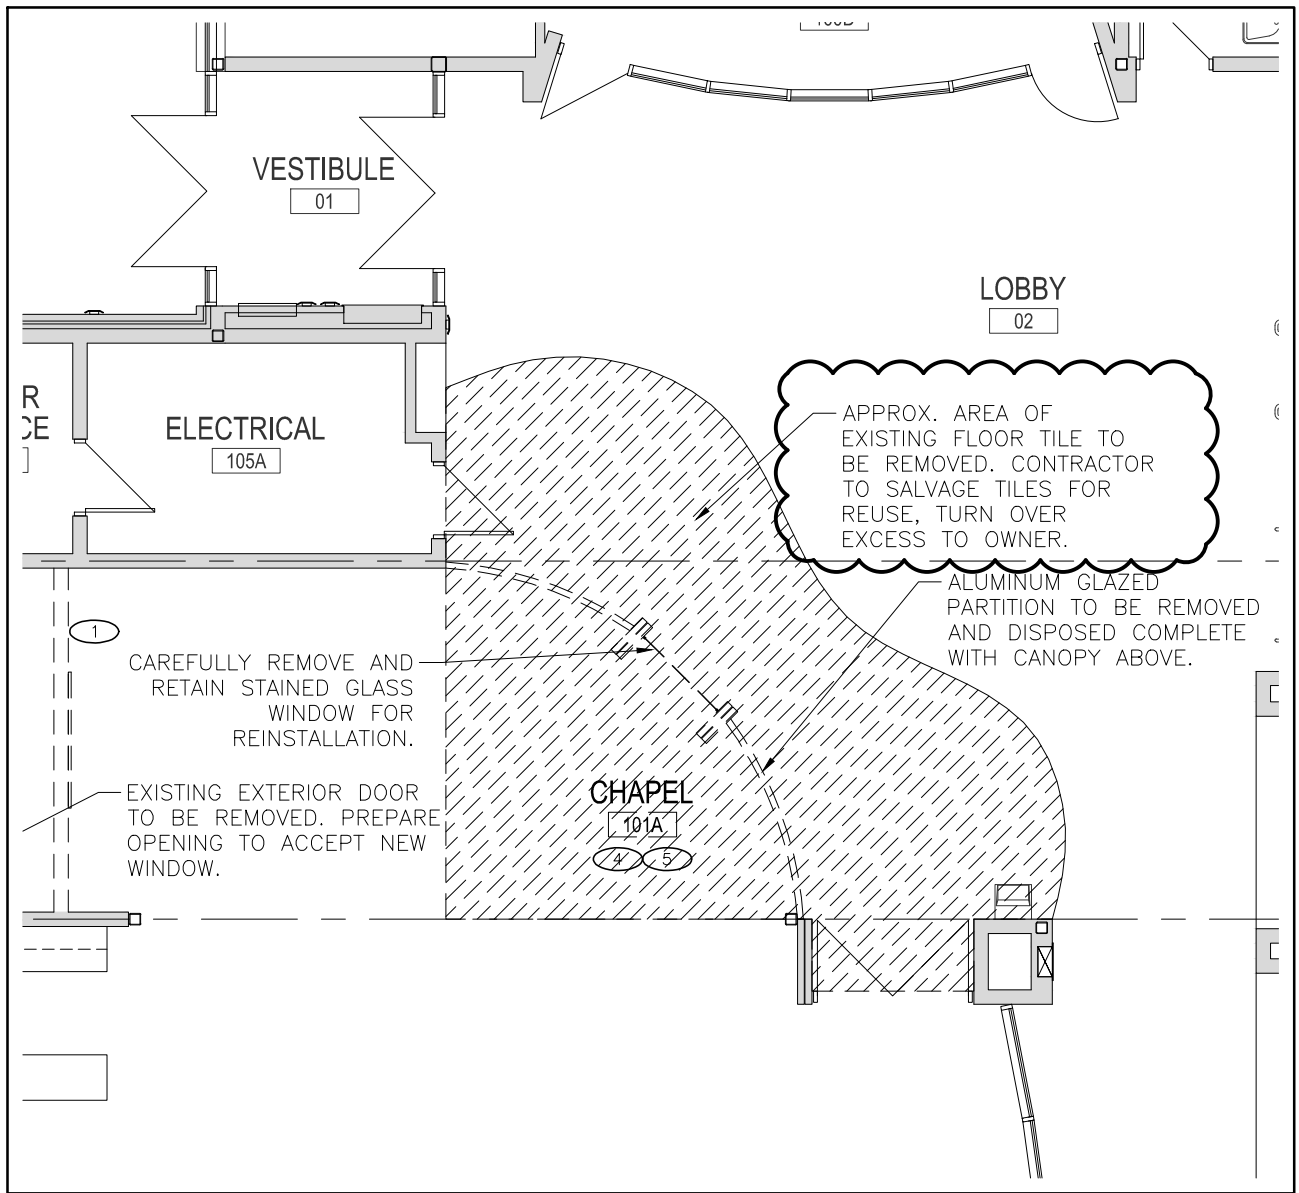 VESTIBULE
01
LOBBY
02
ELECTRICAL
105A
APPROX. AREA OF
EXISTING FLOOR TILE TO
BE REMOVED. CONTRACTOR
TO SALVAGE TILES FOR
REUSE, TURN OVER
EXCESS TO OWNER.
ALUMINUM GLAZED
PARTITION TO BE REMOVED
AND DISPOSED COMPLETE
WITH CANOPY ABOVE.
1
CAREFULLY REMOVE AND
RETAIN STAINED GLASS
WINDOW FOR
REINSTALLATION.
EXISTING EXTERIOR DOOR
TO BE REMOVED. PREPARE
OPENING TO ACCEPT NEW
WINDOW.
CHAPEL
101A
4 5